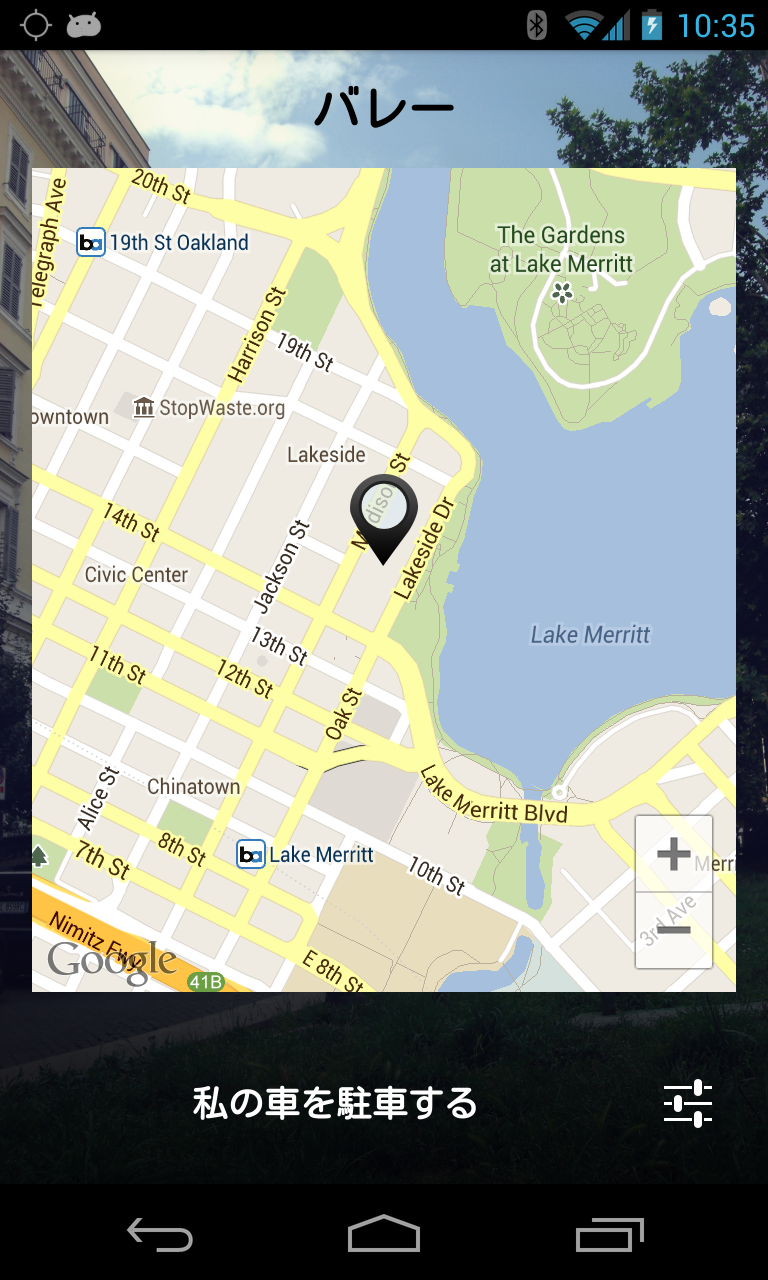 10:35
バレー
20th St
Telegraph Ave
19th St Oakland
The Gardens
at Lake Merritt
Harrison St
19th St
StopWaste.org
owntown
Lakeside
Madison St
Lakeside Dr
14th St
Jackson St
Civic Center
13th St
Lake Merritt
11th St
12th St
Oak St
Alice St
Chinatown
Lake Merritt Blvd
8th St
Lake Merritt
7th St
10th St
Merri
3rd Ave
Nimitz Fwy
Google
41B
E 8th St
私の車を駐車する